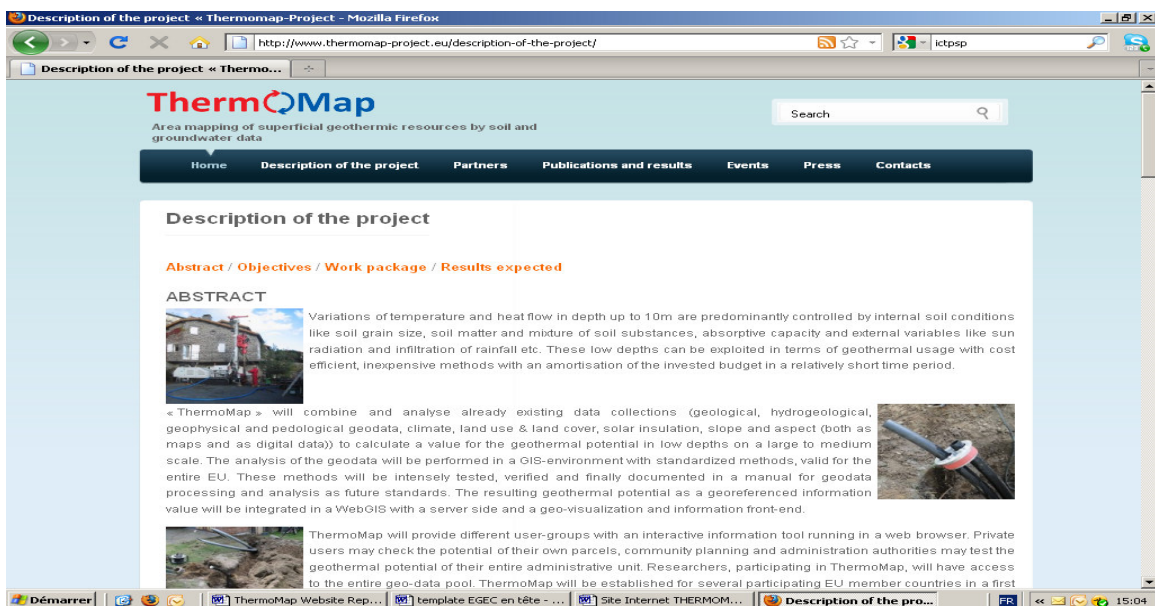 Description of the project « Thermomap-Project - Mozilla Firefox
http://www.thermomap-project.eu/description-of-the-project/
ictpsp
Description of the project « Thermo...
ThermoMap
Area mapping of superficial geothermic resources by soil and
groundwater data
Search
Home Description of the project Partners Publications and results Events Press Contacts
Description of the project
Abstract / Objectives / Work package / Results expected
ABSTRACT
Variations of temperature and heat flow in depth up to 10m are predominantly controlled by internal soil conditions
like soil grain size, soil matter and mixture of soil substances, absorptive capacity and external variables like sun
radiation and infiltration of rainfall etc. These low depths can be exploited in terms of geothermal usage with cost
efficient, inexpensive methods with an amortisation of the invested budget in a relatively short time period.
« ThermoMap » will combine and analyse already existing data collections (geological, hydrogeological,
geophysical and pedological geodata, climate, land use & land cover, solar insulation, slope and aspect (both as
maps and as digital data)) to calculate a value for the geothermal potential in low depths on a large to medium
scale. The analysis of the geodata will be performed in a GIS-environment with standardized methods, valid for the
entire EU. These methods will be intensely tested, verified and finally documented in a manual for geodata
processing and analysis as future standards. The resulting geothermal potential as a georeferenced information
value will be integrated in a WebGIS with a server side and a geo-visualization and information front-end.
ThermoMap will provide different user-groups with an interactive information tool running in a web browser. Private
users may check the potential of their own parcels, community planning and administration authorities may test the
geothermal potential of their entire administrative unit. Researchers, participating in ThermoMap, will have access
to the entire geo-data pool. ThermoMap will be established for several participating EU member countries in a first
Démarrer ThermoMap Website Rep... template EGEC en tête - ... Site Internet THERMOM... Description of the pro... FR « 15:04